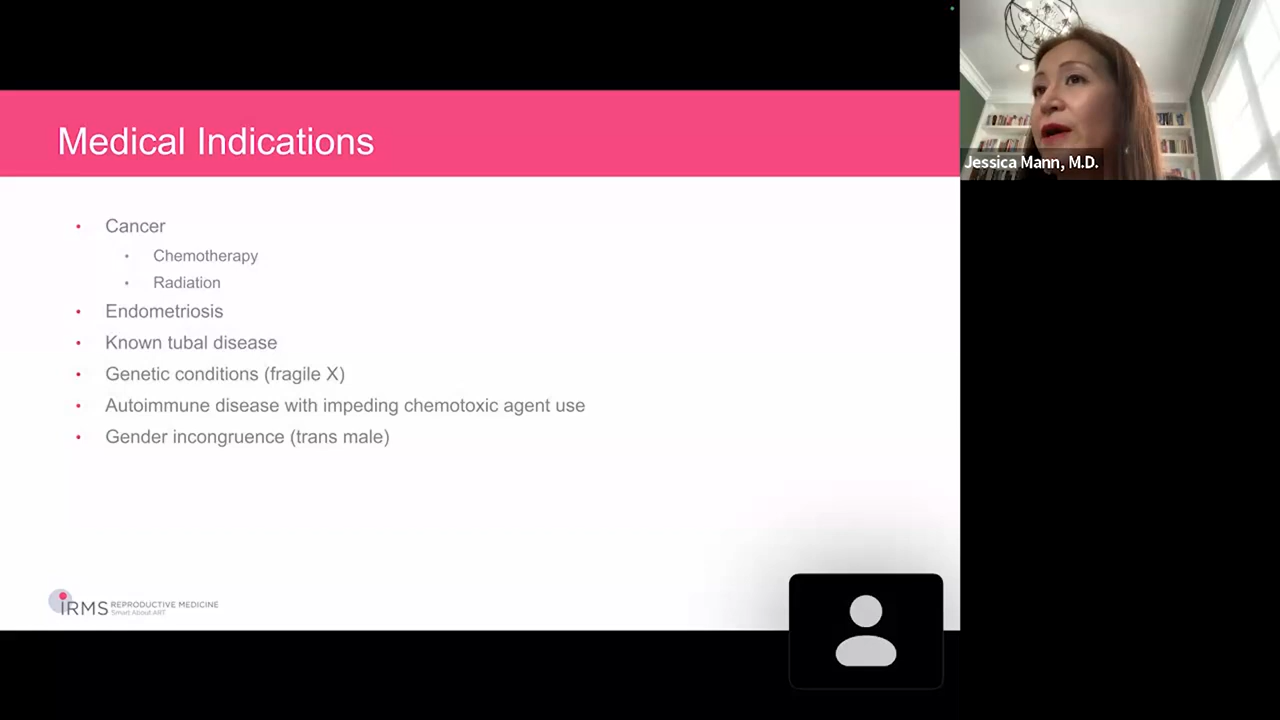 Medical Indications
• Cancer
• Chemotherapy
• Radiation
• Endometriosis
• Known tubal disease
• Genetic conditions (fragile X)
• Autoimmune disease with impeding chemotoxic agent use
• Gender incongruence (trans male)
IRMS REPRODUCTIVE MEDICINE
Smart About ART
Jessica Mann, M.D.